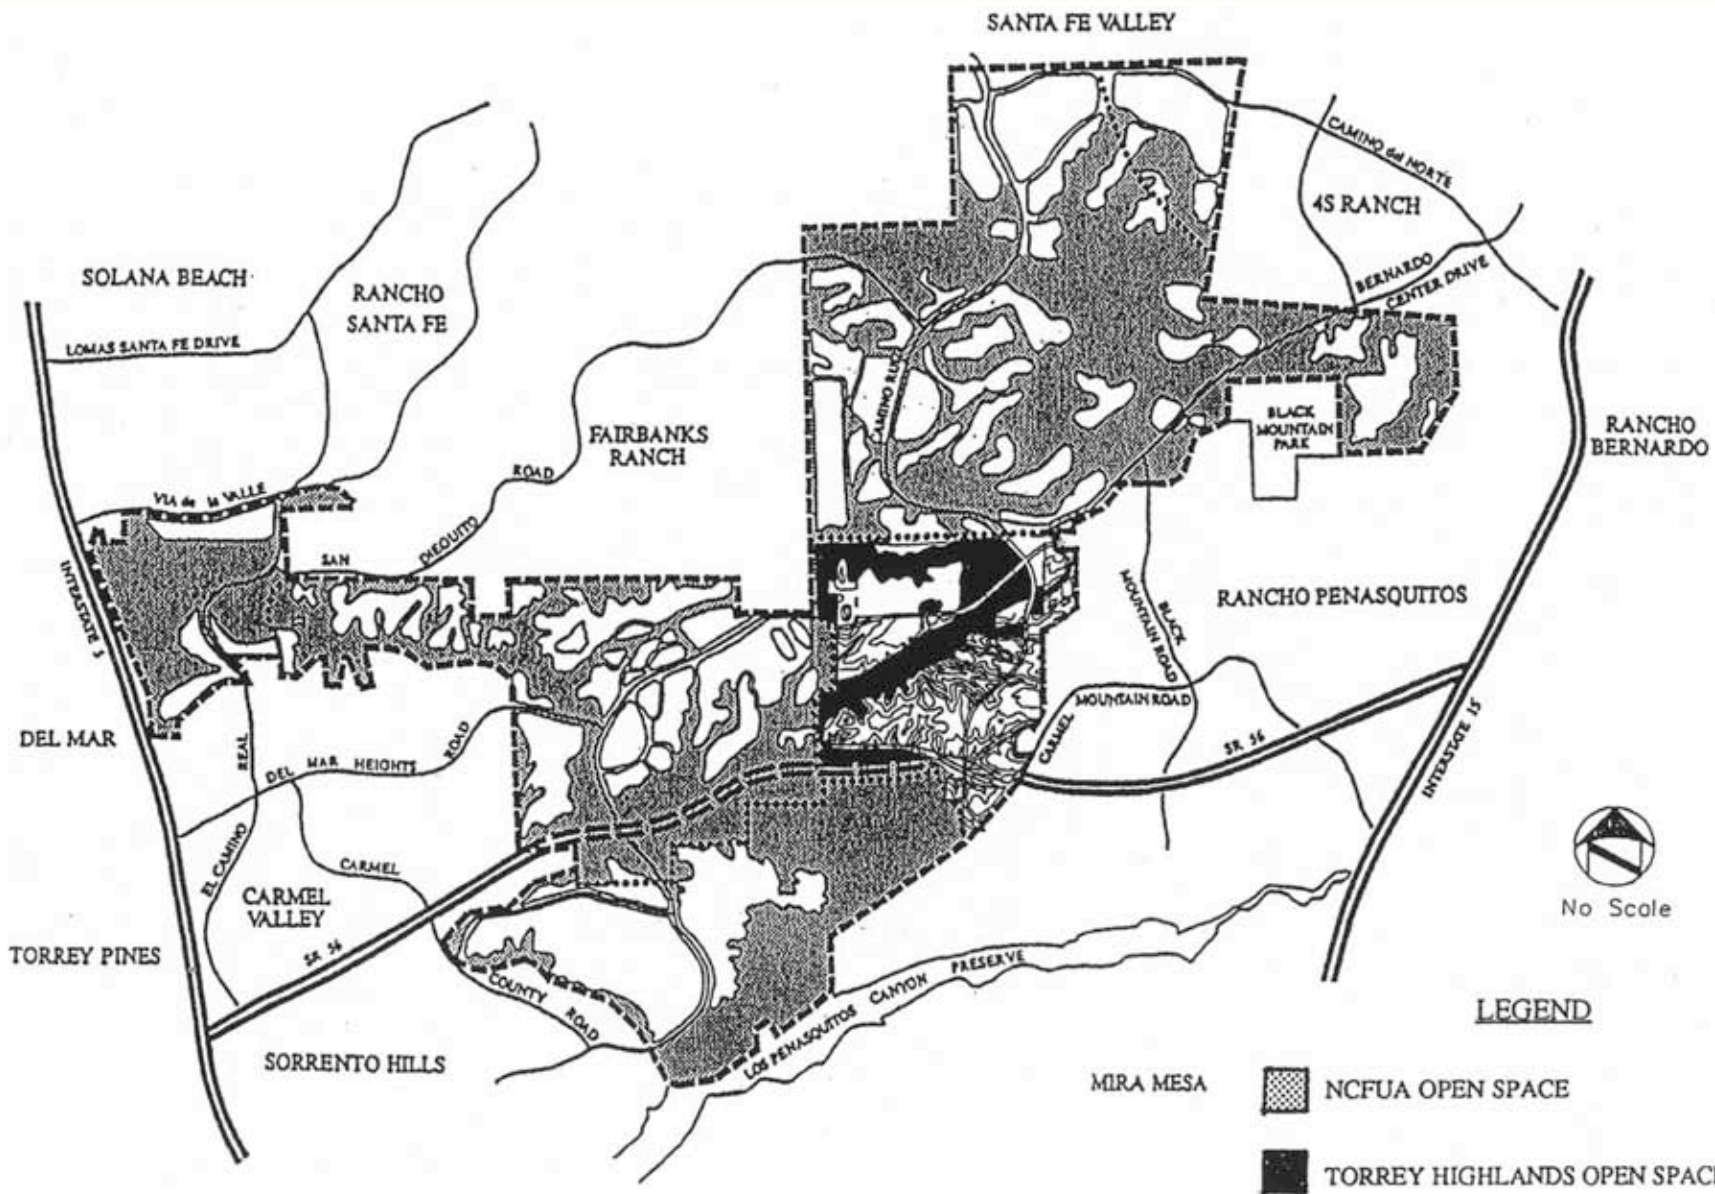 SANTA FE VALLEY
CAMINO del NORTE
4S RANCH
SOLANA BEACH
RANCHO
SANTA FE
BERNARDO
CENTER DRIVE
LOMAS SANTA FE DRIVE
CAMINO RUIZ
BLACK
MOUNTAIN
PARK
RANCHO
BERNARDO
FAIRBANKS
RANCH
VIA de la VALLE
SAN
DIEQUITO
ROAD
INTERSTATE 5
BLACK
MOUNTAIN ROAD
RANCHO PENASQUITOS
CARMEL
MOUNTAIN ROAD
DEL MAR
REAL
EL CAMINO
DEL MAR HEIGHTS
ROAD
SR 56
INTERSTATE 15
CARMEL
COUNTY
ROAD
CARMEL
VALLEY
No Scale
TORREY PINES
SR 56
LOS PENASQUITOS CANYON PRESERVE
SORRENTO HILLS
MIRA MESA
LEGEND
NCFUA OPEN SPACE
TORREY HIGHLANDS OPEN SPAC